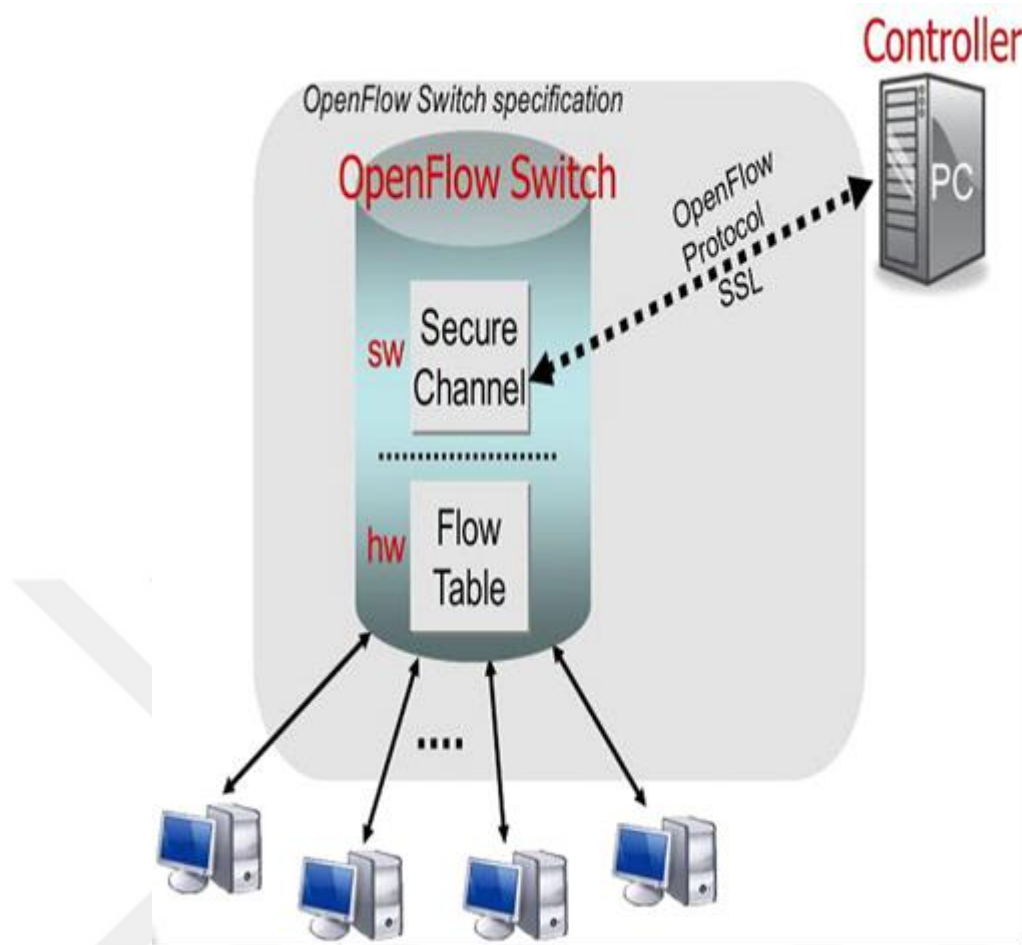 Controller
PC
OpenFlow Switch specification
OpenFlow Switch
OpenFlow
Protocol
SSL
sw
Secure
Channel
hw
Flow
Table